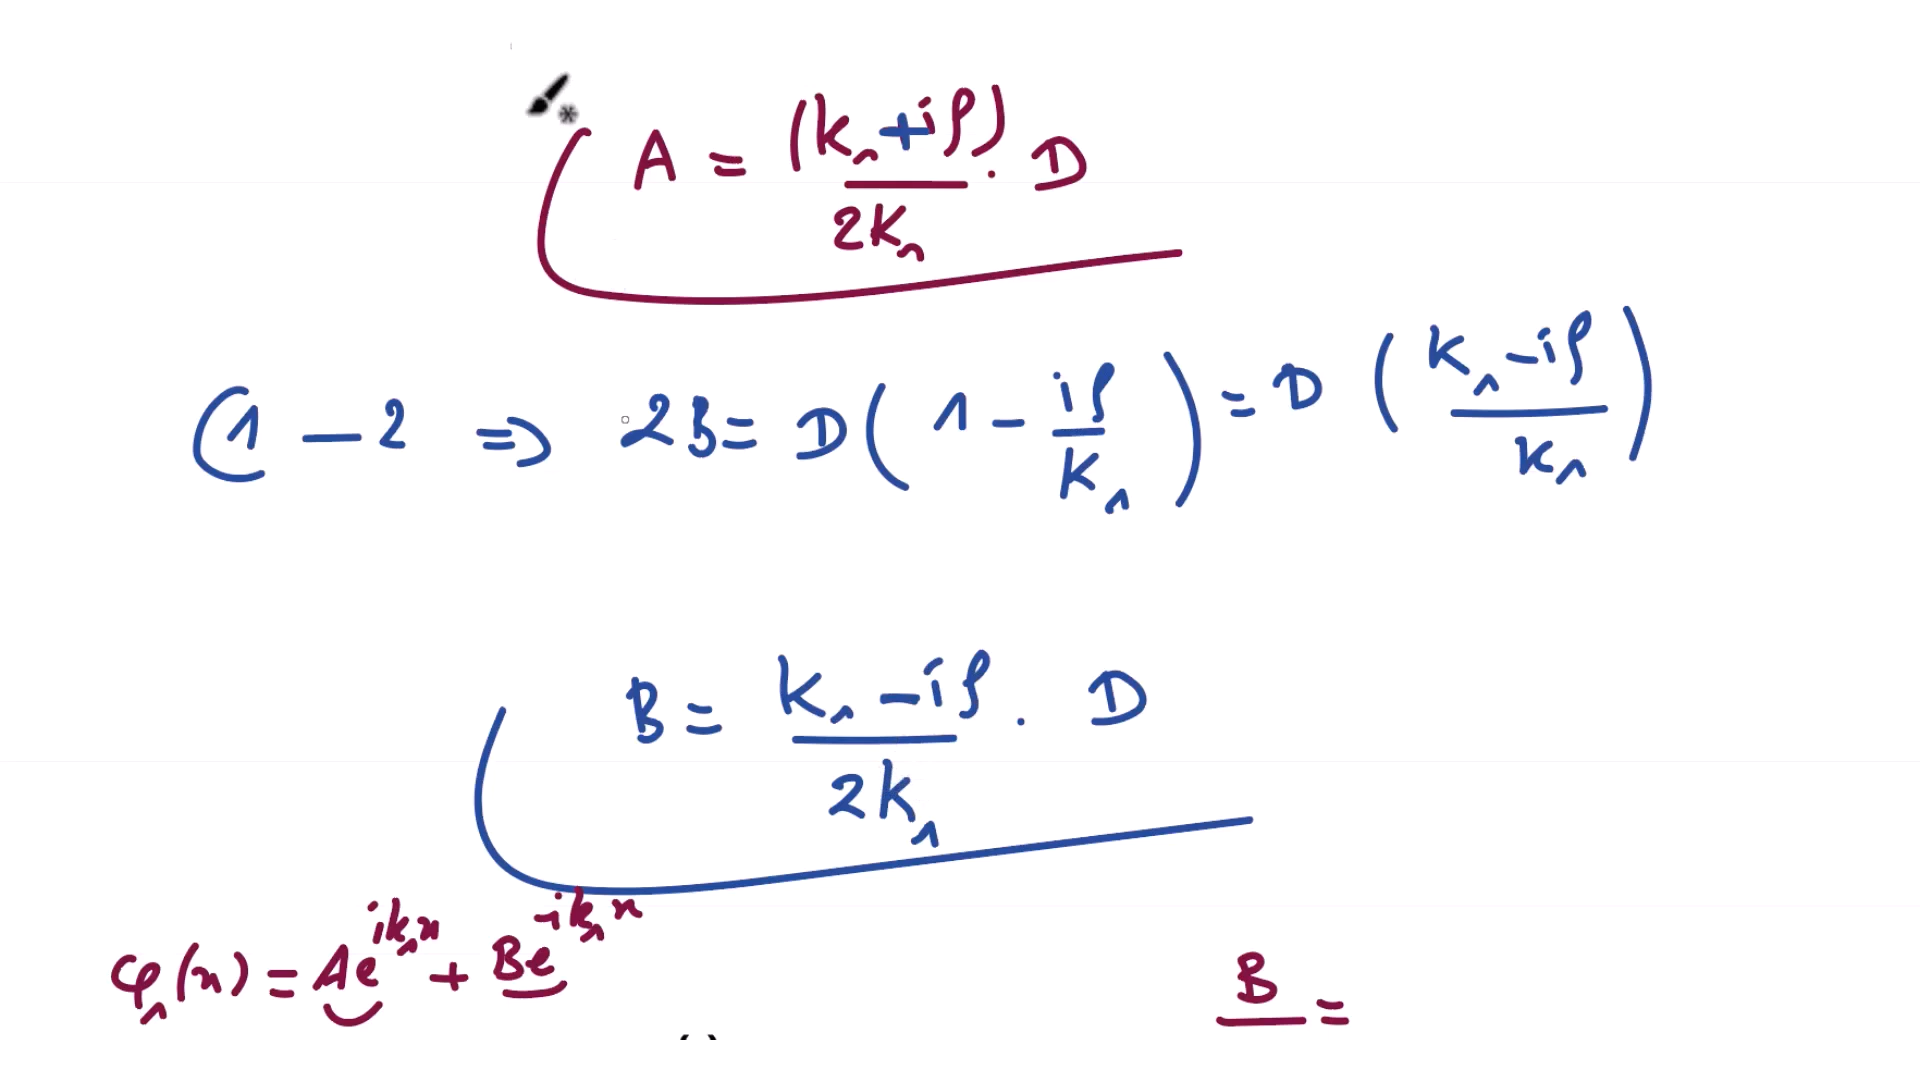 A = (k₁+iρ)/2k₁ . D
(1 – 2 ⇒ 2B = D(1 – iρ/k₁) = D((k₁–iρ)/k₁)
B = (k₁–iρ)/2k₁ . D
φ₁(x) = Ae^{ik₁x} + Be^{-ik₁x}
B/ =